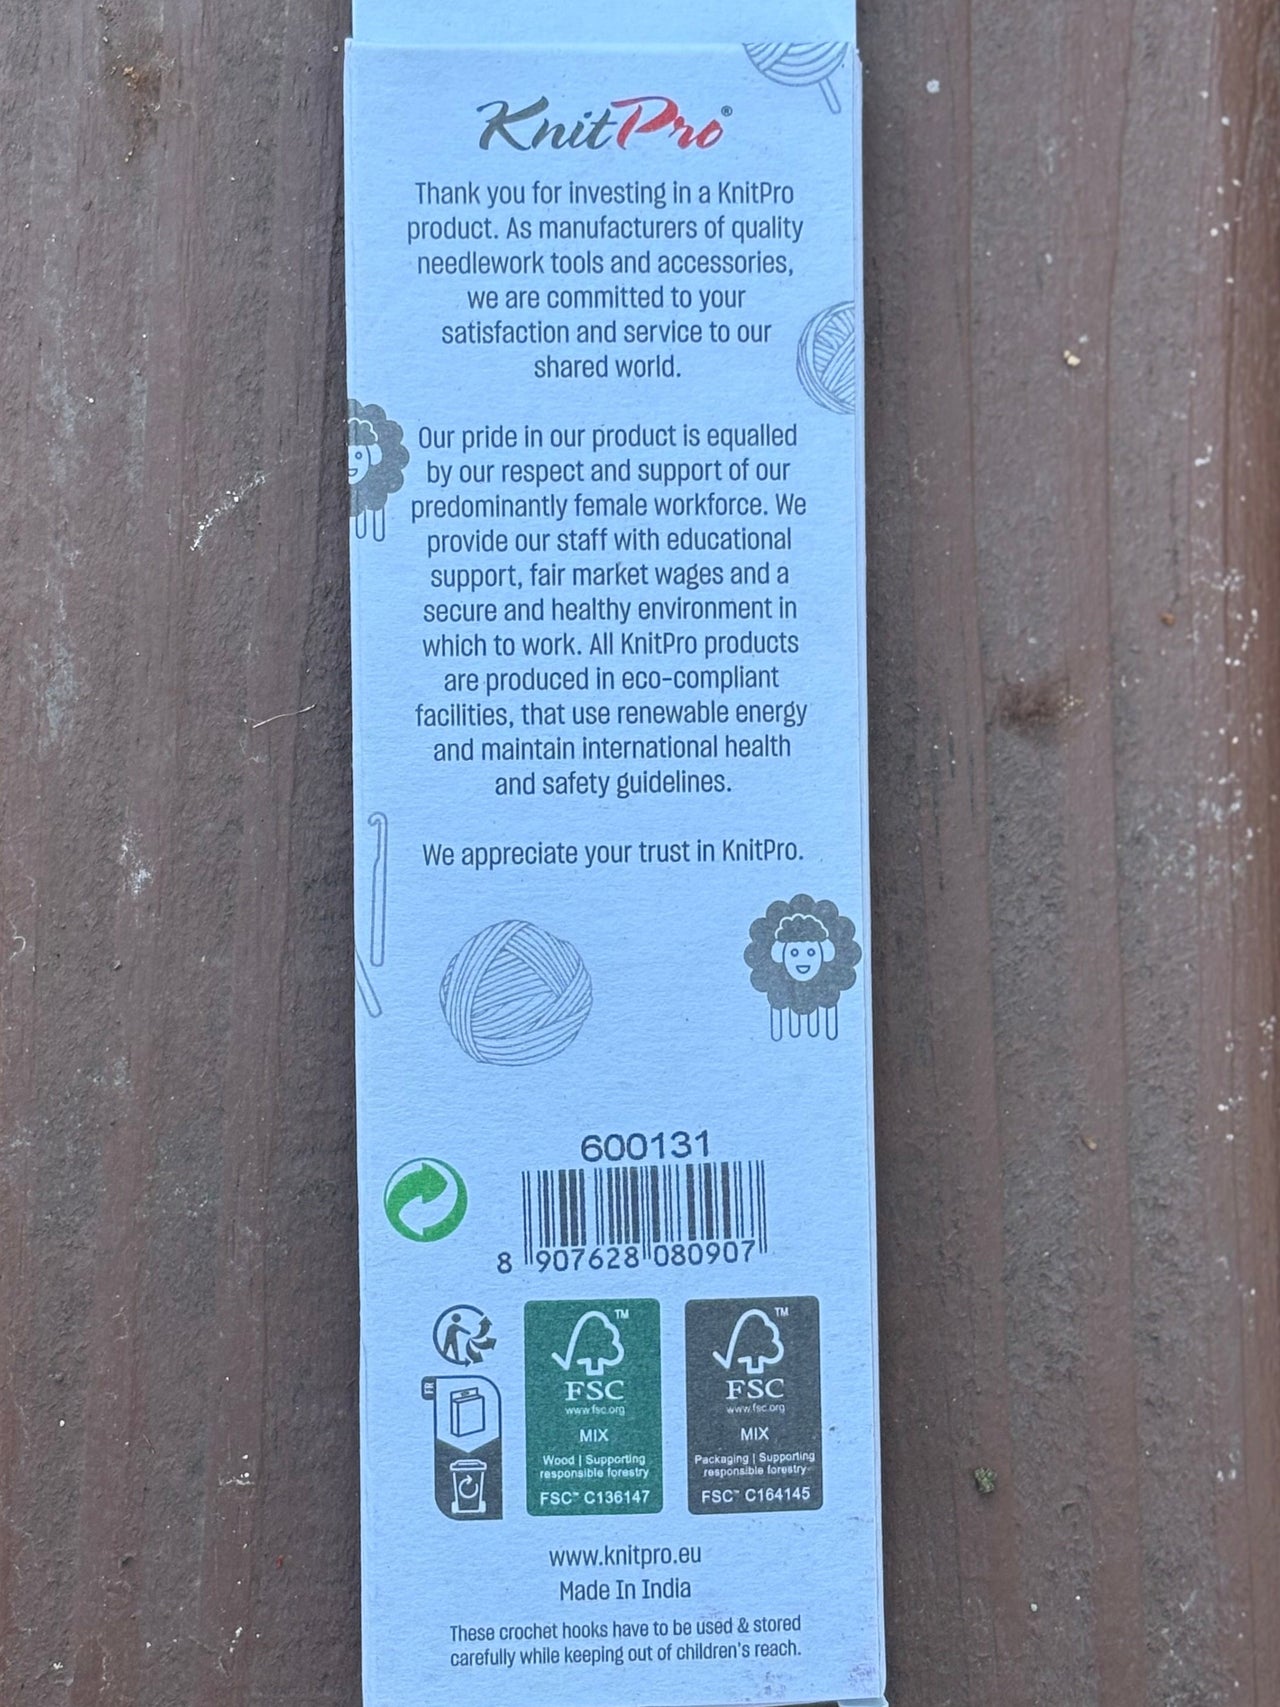 KnitPro®
Thank you for investing in a KnitPro
product. As manufacturers of quality
needlework tools and accessories,
we are committed to your
satisfaction and service to our
shared world.
Our pride in our product is equalled
by our respect and support of our
predominantly female workforce. We
provide our staff with educational
support, fair market wages and a
secure and healthy environment in
which to work. All KnitPro products
are produced in eco-compliant
facilities, that use renewable energy
and maintain international health
and safety guidelines.
We appreciate your trust in KnitPro.
600131
8 907628 080907
FR
TM
FSC
www.fsc.org
MIX
Wood | Supporting
responsible forestry
FSC™ C136147
TM
FSC
www.fsc.org
MIX
Packaging | Supporting
responsible forestry
FSC™ C164145
www.knitpro.eu
Made In India
These crochet hooks have to be used & stored
carefully while keeping out of children's reach.